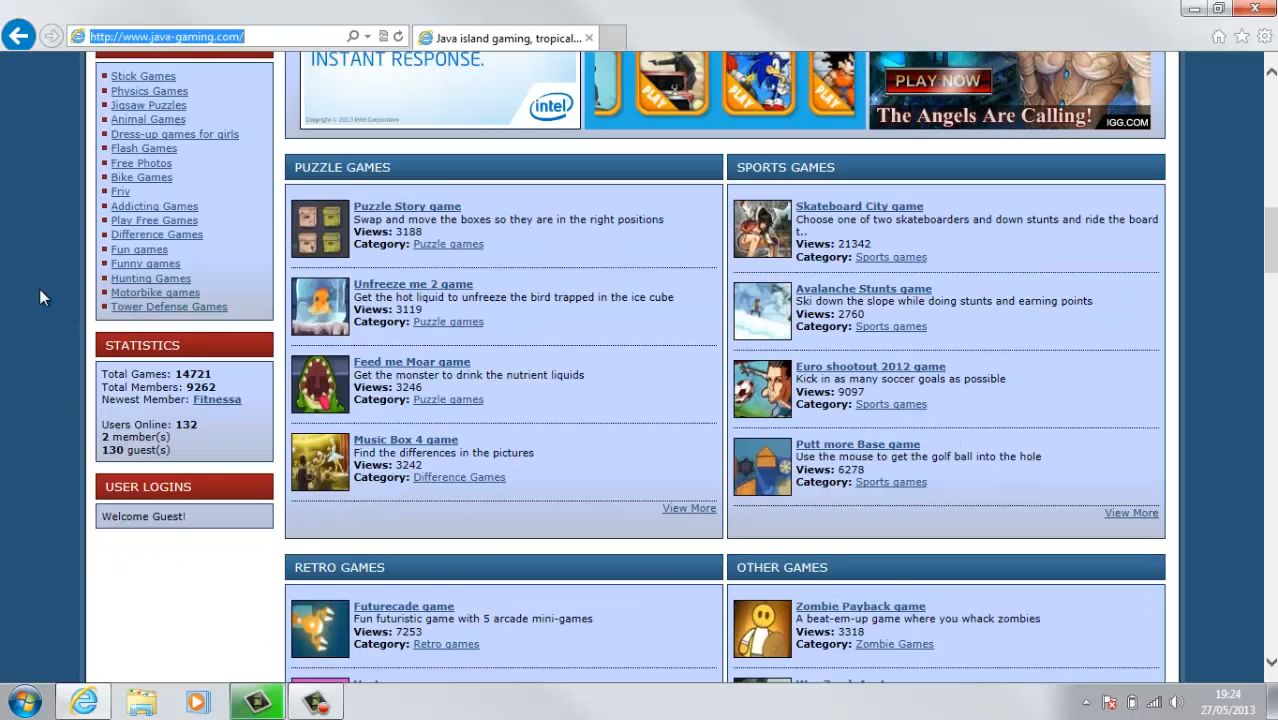 http://www.java-gaming.com/
Java island gaming, tropical...
Stick Games
Physics Games
Jigsaw Puzzles
Animal Games
Dress-up games for girls
Flash Games
Free Photos
Bike Games
Friv
Addicting Games
Play Free Games
Difference Games
Fun games
Funny games
Hunting Games
Motorbike games
Tower Defense Games
STATISTICS
Total Games: 14721
Total Members: 9262
Newest Member: Fitnessa
Users Online: 132
2 member(s)
130 guest(s)
USER LOGINS
Welcome Guest!
INSTANT RESPONSE.
intel
Copyright © 2013 Intel Corporation
PLAY
PLAY
PLAY
PLAY NOW
The Angels Are Calling!
IGG.COM
PUZZLE GAMES
Puzzle Story game
Swap and move the boxes so they are in the right positions
Views: 3188
Category: Puzzle games
Unfreeze me 2 game
Get the hot liquid to unfreeze the bird trapped in the ice cube
Views: 3119
Category: Puzzle games
Feed me Moar game
Get the monster to drink the nutrient liquids
Views: 3246
Category: Puzzle games
Music Box 4 game
Find the differences in the pictures
Views: 3242
Category: Difference Games
View More
SPORTS GAMES
Skateboard City game
Choose one of two skateboarders and down stunts and ride the board
t..
Views: 21342
Category: Sports games
Avalanche Stunts game
Ski down the slope while doing stunts and earning points
Views: 2760
Category: Sports games
Euro shootout 2012 game
Kick in as many soccer goals as possible
Views: 9097
Category: Sports games
Putt more Base game
Use the mouse to get the golf ball into the hole
Views: 6278
Category: Sports games
View More
RETRO GAMES
Futurecade game
Fun futuristic game with 5 arcade mini-games
Views: 7253
Category: Retro games
OTHER GAMES
Zombie Payback game
A beat-em-up game where you whack zombies
Views: 3318
Category: Zombie Games
19:24
27/05/2013